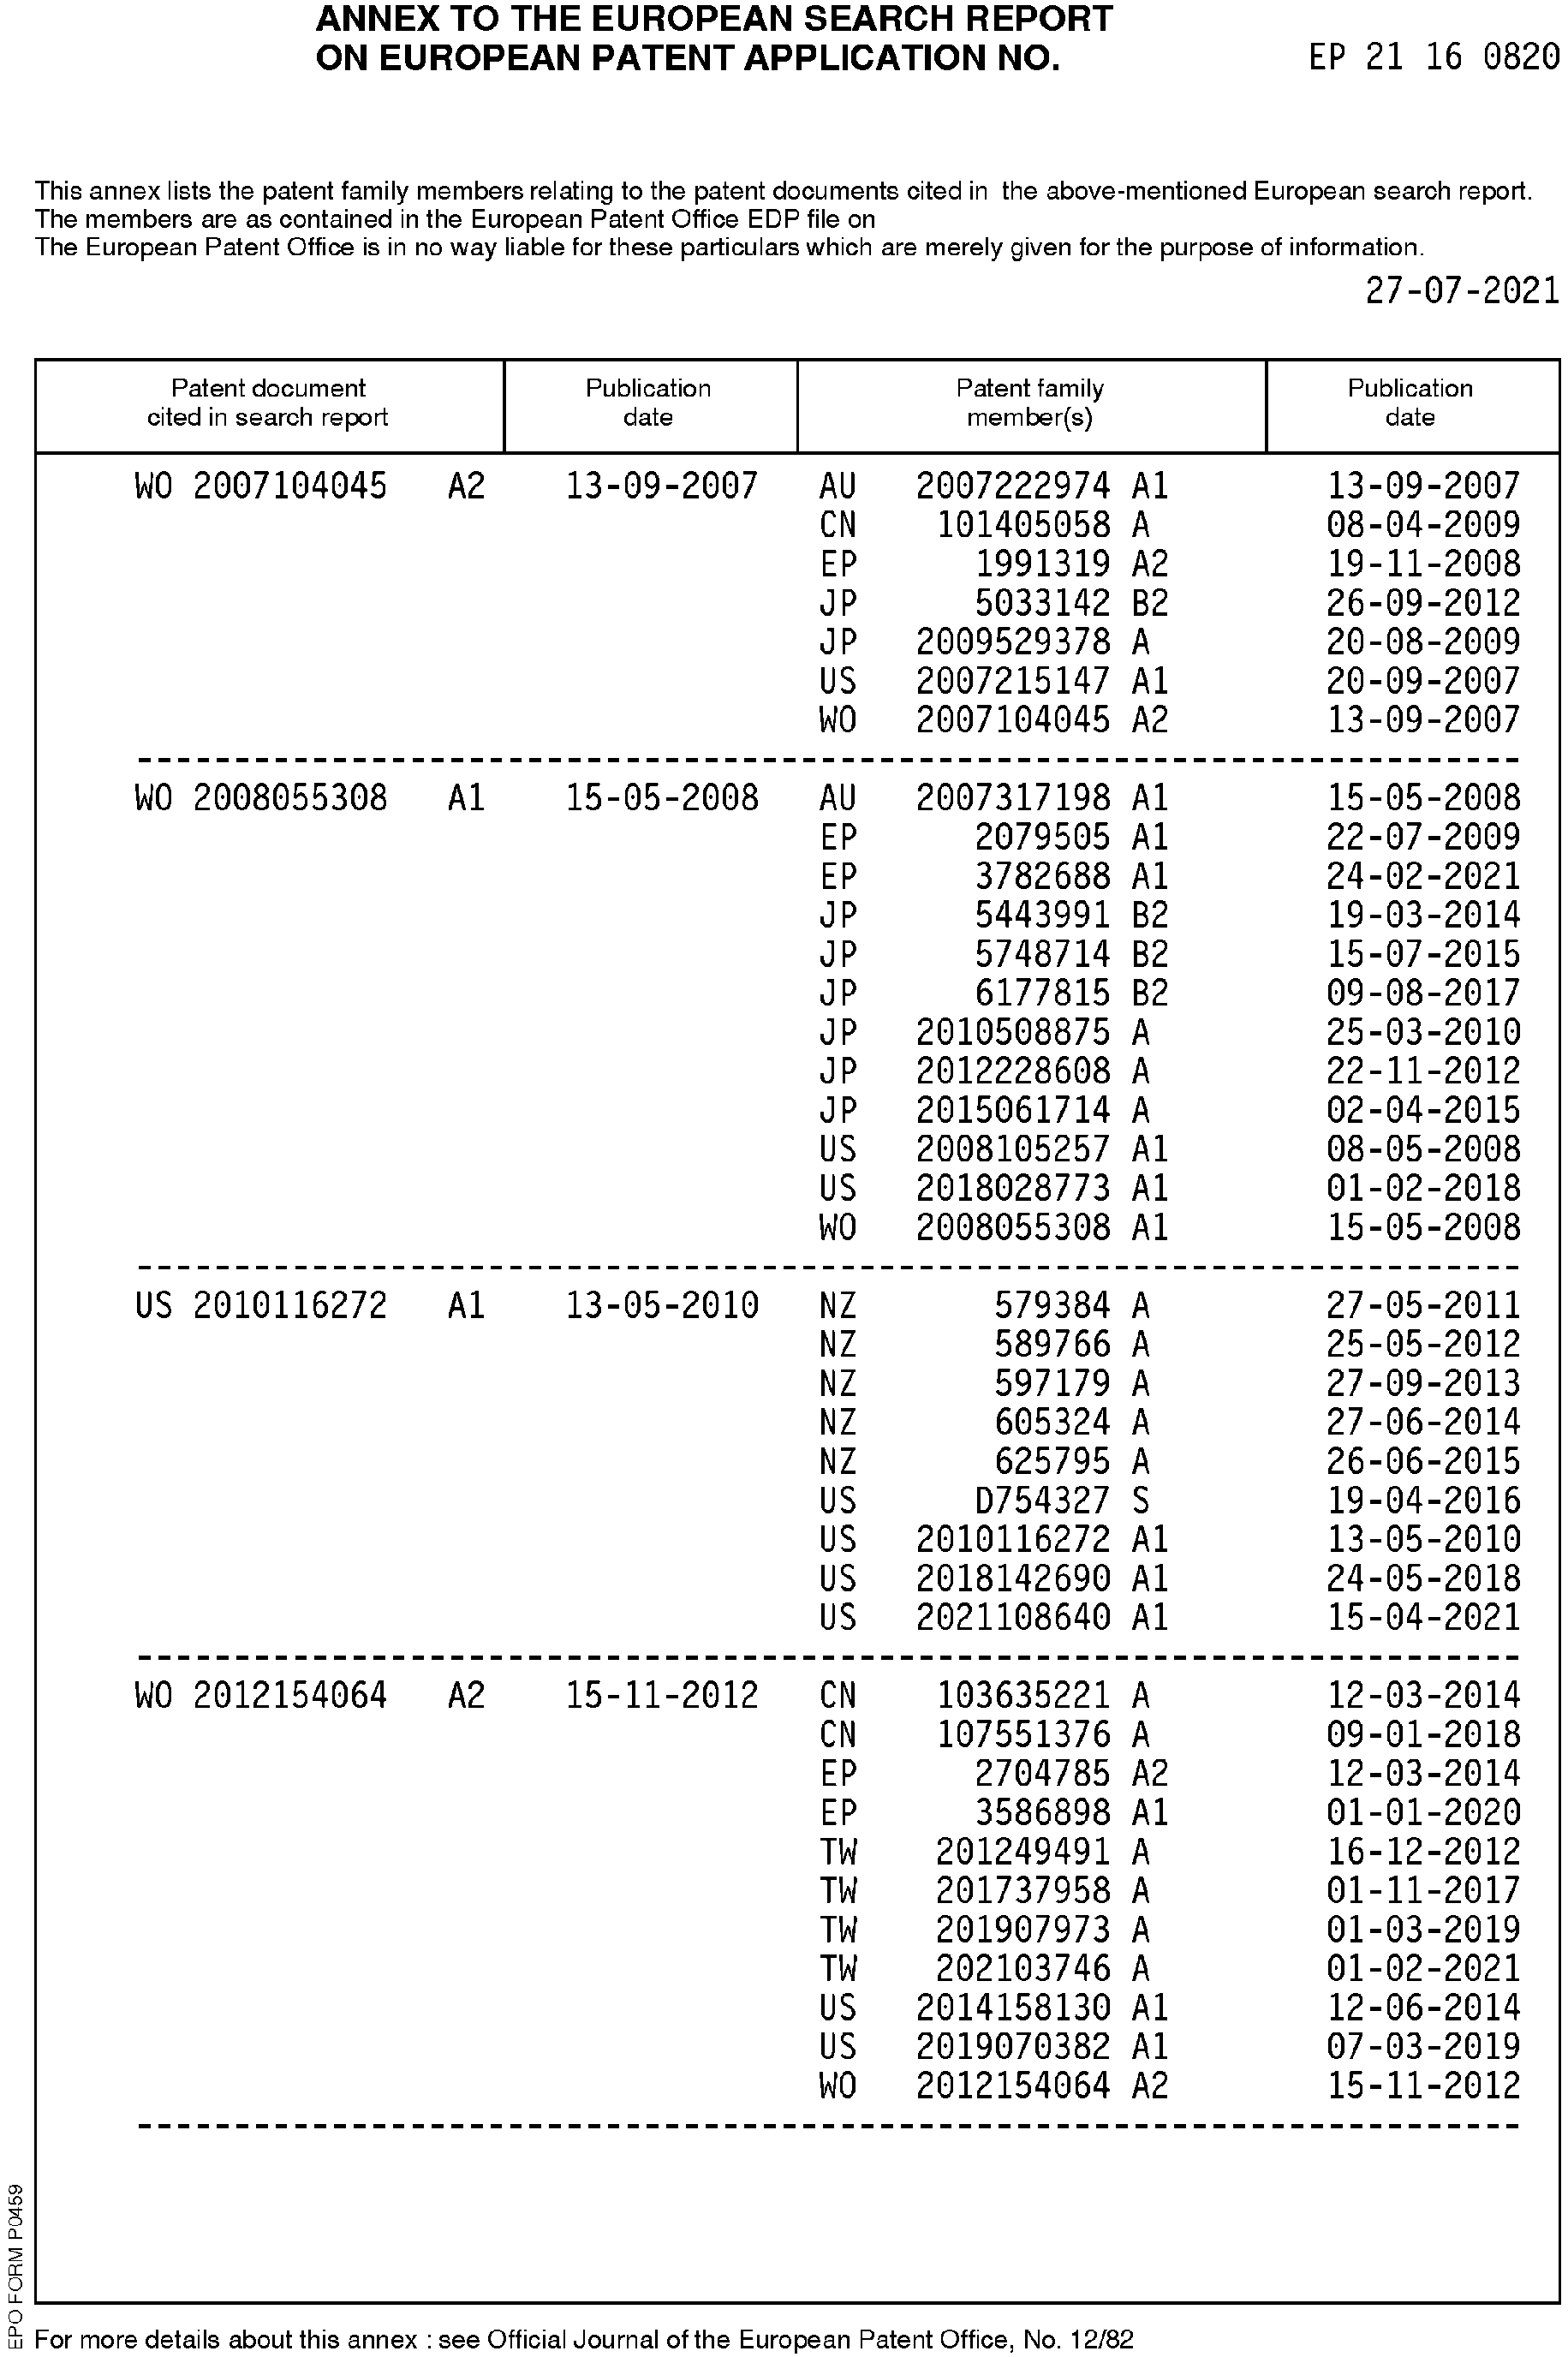 ANNEX TO THE EUROPEAN SEARCH REPORT
ON EUROPEAN PATENT APPLICATION NO. EP 21 16 0820
This annex lists the patent family members relating to the patent documents cited in the above-mentioned European search report.
The members are as contained in the European Patent Office EDP file on
The European Patent Office is in no way liable for these particulars which are merely given for the purpose of information.
27-07-2021
Patent document Publication Patent family Publication
cited in search report date member(s) date
WO 2007104045 A2 13-09-2007 AU 2007222974 A1 13-09-2007
CN 101405058 A 08-04-2009
EP 1991319 A2 19-11-2008
JP 5033142 B2 26-09-2012
JP 2009529378 A 20-08-2009
US 2007215147 A1 20-09-2007
WO 2007104045 A2 13-09-2007
WO 2008055308 A1 15-05-2008 AU 2007317198 A1 15-05-2008
EP 2079505 A1 22-07-2009
EP 3782688 A1 24-02-2021
JP 5443991 B2 19-03-2014
JP 5748714 B2 15-07-2015
JP 6177815 B2 09-08-2017
JP 2010508875 A 25-03-2010
JP 2012228608 A 22-11-2012
JP 2015061714 A 02-04-2015
US 2008105257 A1 08-05-2008
US 2018028773 A1 01-02-2018
WO 2008055308 A1 15-05-2008
US 2010116272 A1 13-05-2010 NZ 579384 A 27-05-2011
NZ 589766 A 25-05-2012
NZ 597179 A 27-09-2013
NZ 605324 A 27-06-2014
NZ 625795 A 26-06-2015
US D754327 S 19-04-2016
US 2010116272 A1 13-05-2010
US 2018142690 A1 24-05-2018
US 2021108640 A1 15-04-2021
WO 2012154064 A2 15-11-2012 CN 103635221 A 12-03-2014
CN 107551376 A 09-01-2018
EP 2704785 A2 12-03-2014
EP 3586898 A1 01-01-2020
TW 201249491 A 16-12-2012
TW 201737958 A 01-11-2017
TW 201907973 A 01-03-2019
TW 202103746 A 01-02-2021
US 2014158130 A1 12-06-2014
US 2019070382 A1 07-03-2019
WO 2012154064 A2 15-11-2012
EPO FORM P0459
For more details about this annex : see Official Journal of the European Patent Office, No. 12/82